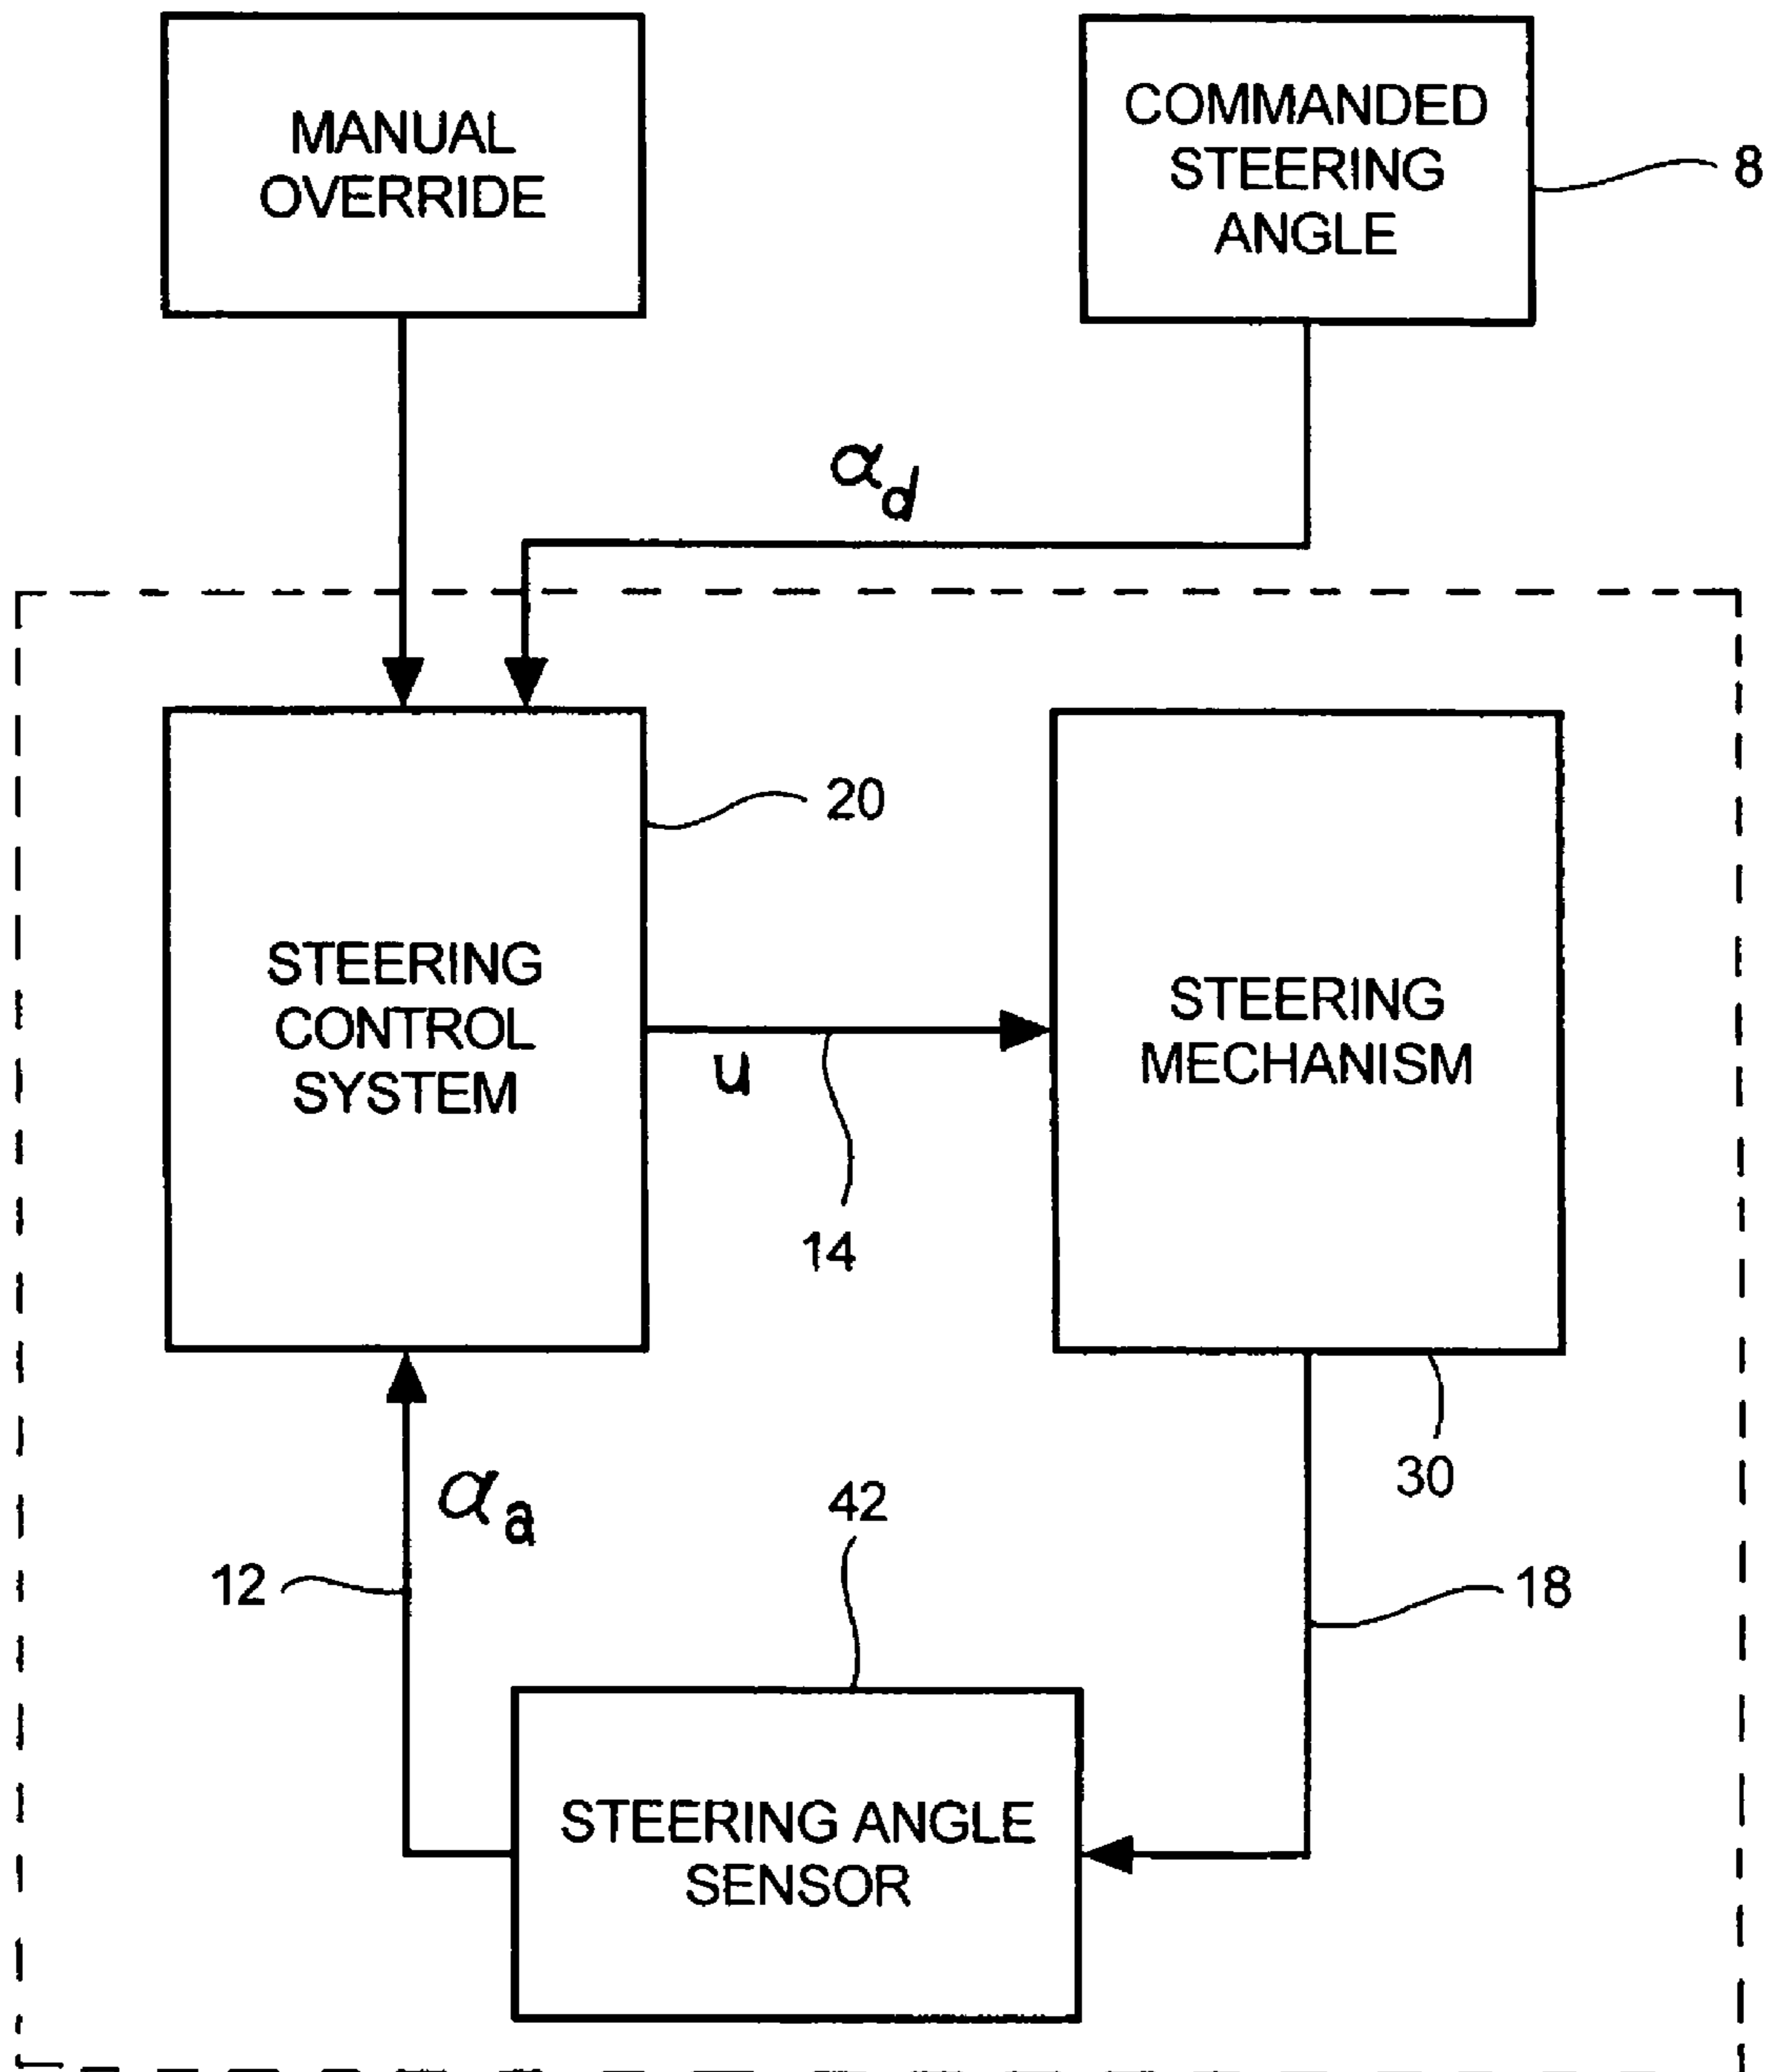 MANUAL
OVERRIDE
COMMANDED
STEERING
ANGLE
8
αd
20
STEERING
CONTROL
SYSTEM
u
14
STEERING
MECHANISM
30
αa
12
42
18
STEERING ANGLE
SENSOR